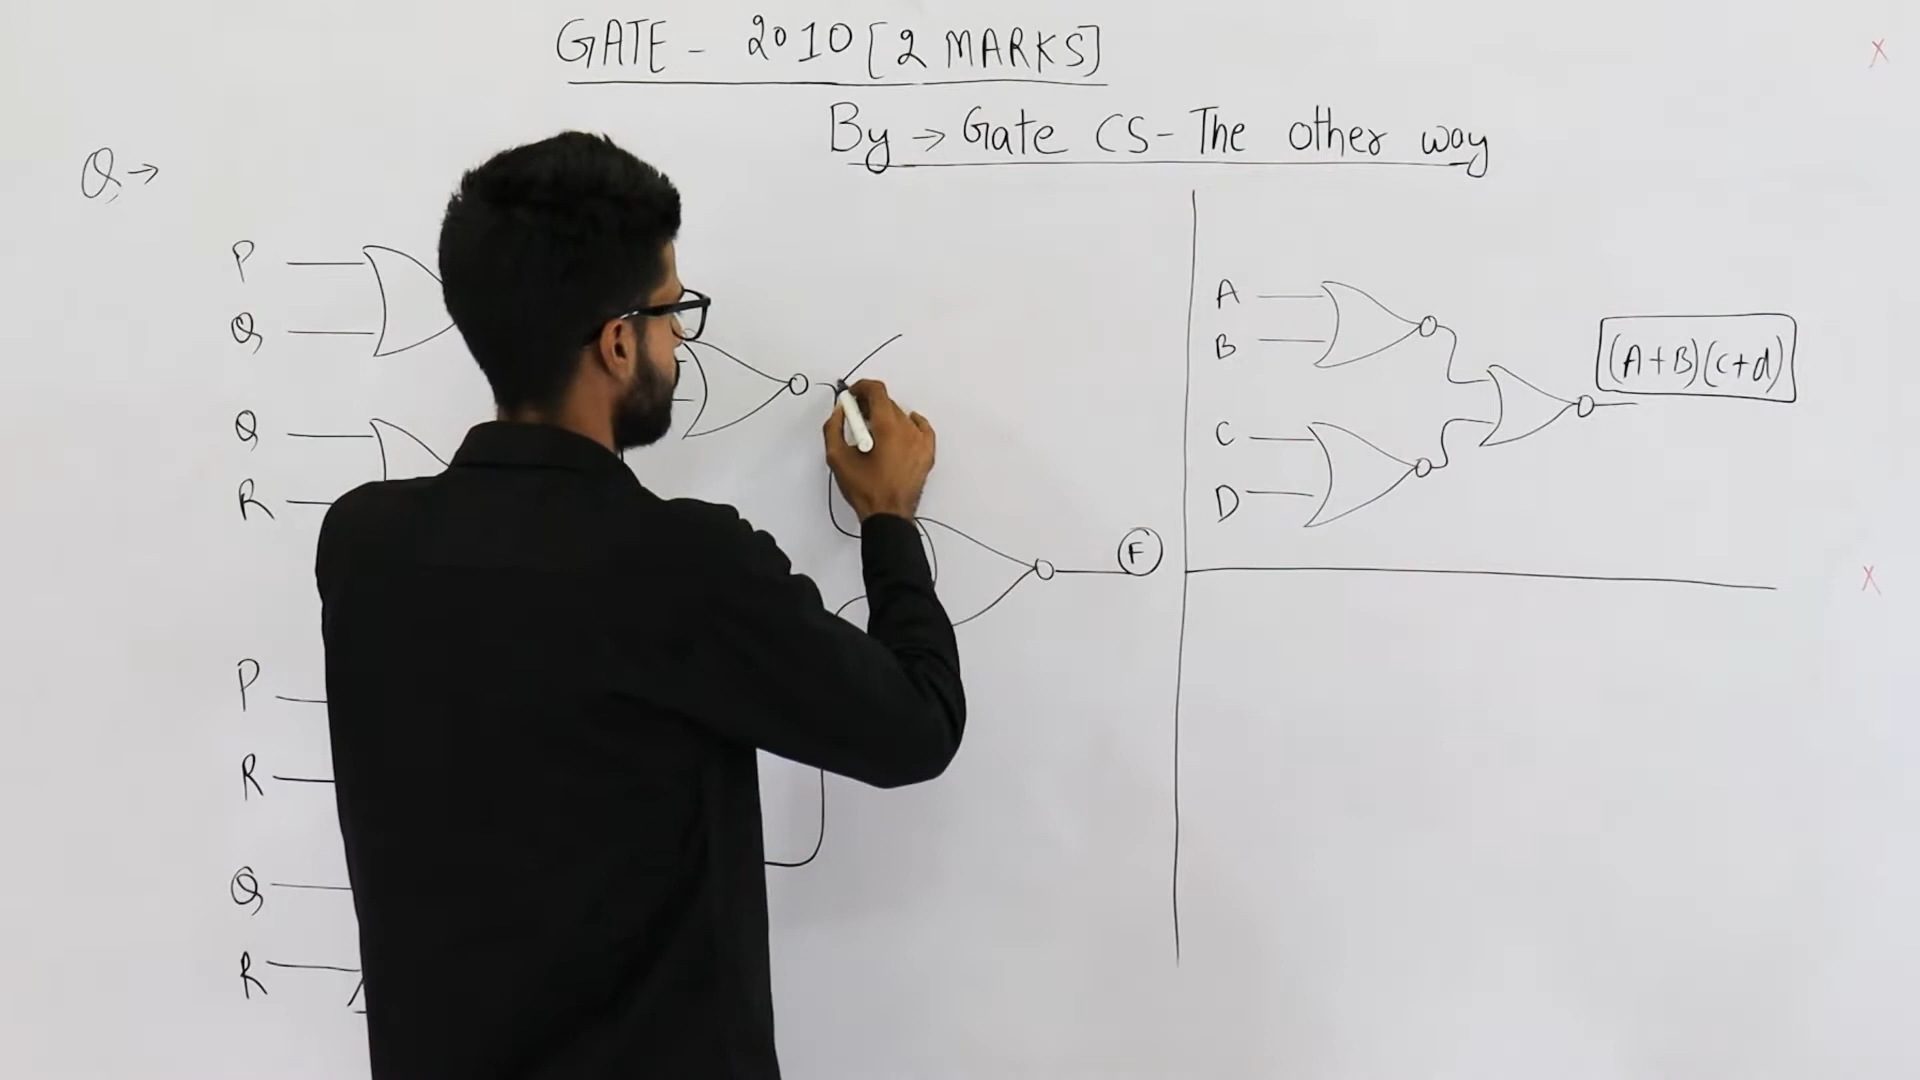 GATE - 2010 [2 MARKS]
By → Gate CS - The other way
Q →
P
Q
Q
R
P
R
Q
R
F
A
B
C
D
(A+B)(C+d)
X
X